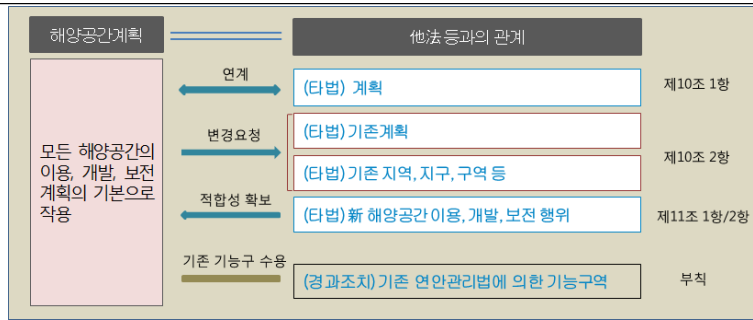 해양공간계획
他法 등과의 관계
연계
(타법) 계획
제10조 1항
변경요청
(타법) 기존계획
모든 해양공간의
이용, 개발, 보전
계획의 기본으로
작용
(타법) 기존 지역, 지구, 구역 등
제10조 2항
적합성 확보
(타법) 新 해양공간 이용, 개발, 보전 행위
제11조 1항/2항
기존 기능구 수용
(경과조치) 기존 연안관리법에 의한 기능구역
부칙